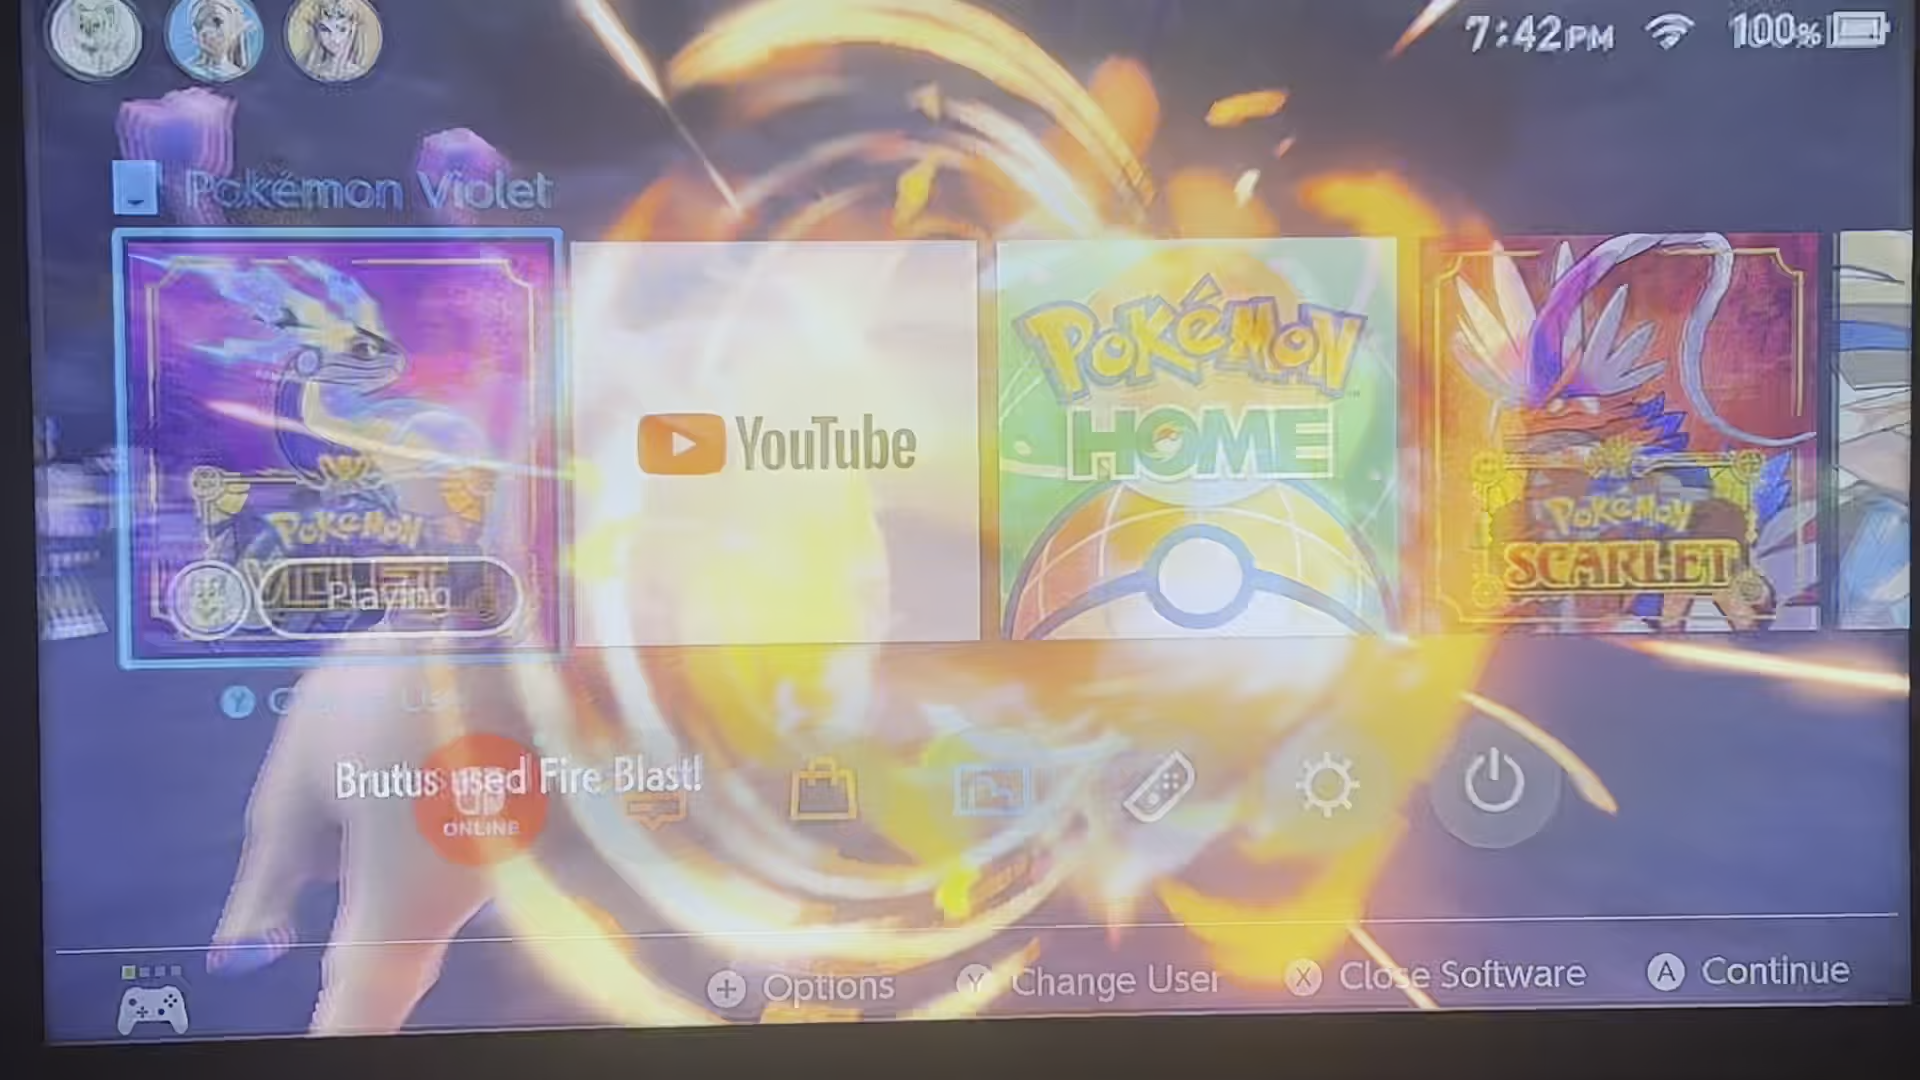 7:42PM 100%
Pokémon Violet
YouTube
POKéMON
HOME
POKéMON
SCARLET
POKéMON
Playing
Brutus used Fire Blast!
ONLINE
+ Options Y Change User X Close Software A Continue